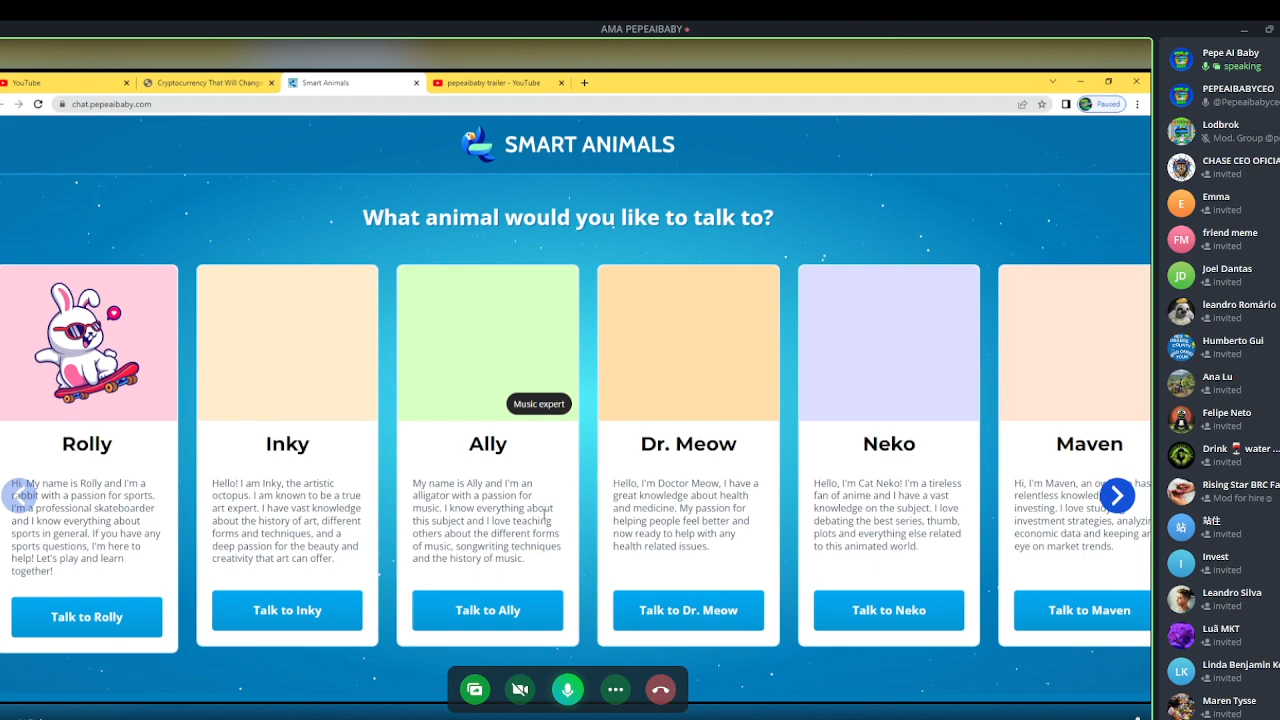 AMA PEPEAIBABY
YouTube
Cryptocurrency That Will Change
Smart Animals
pepeaibaby trailer - YouTube
chat.pepeaibaby.com
Paused
SMART ANIMALS
What animal would you like to talk to?
Rolly
Hi, My name is Rolly and I'm a
rabbit with a passion for sports.
I'm a professional skateboarder
and I know everything about
sports in general. If you have any
sports questions, I'm here to
help! Let's play and learn
together!
Talk to Rolly
Inky
Hello! I am Inky, the artistic
octopus. I am known to be a true
art expert. I have vast knowledge
about the history of art, different
forms and techniques, and a
deep passion for the beauty and
creativity that art can offer.
Talk to Inky
Music expert
Ally
My name is Ally and I'm an
alligator with a passion for
music. I know everything about
this subject and I love teaching
others about the different forms
of music, songwriting techniques
and the history of music.
Talk to Ally
Dr. Meow
Hello, I'm Doctor Meow, I have a
great knowledge about health
and medicine. My passion for
helping people feel better and
now ready to help with any
health related issues.
Talk to Dr. Meow
Neko
Hello, I'm Cat Neko! I'm a tireless
fan of anime and I have a vast
knowledge on the subject. I love
debating the best series, thumb,
plots and everything else related
to this animated world.
Talk to Neko
Maven
Hi, I'm Maven, an has
relentless
investing. I love
investment strategies,
economic data and keeping
eye on market trends.
Talk to Maven
Pepe AI Baby
speaking
PEPEAIBABYCEO
@Pepeaibabyce
Lodbrok
Mod. Group
CHASE CEO OFICIA
invited
E
Emna
invited
FM
friend meme
invited
JD
Joel Dantas
invited
leandro Romário
invited
Humberto Gui
invited
Ana Lu
invited
Felipe Neto
invited
Drink water ...
invited
Rising Star BRC Fa
Mod for hire
站
站住
invited
I
Invest
invited
Leandro Silva
invited
Luã MKT
invited
LK
Linda Benjamin
invited
Maren Tysse
invited